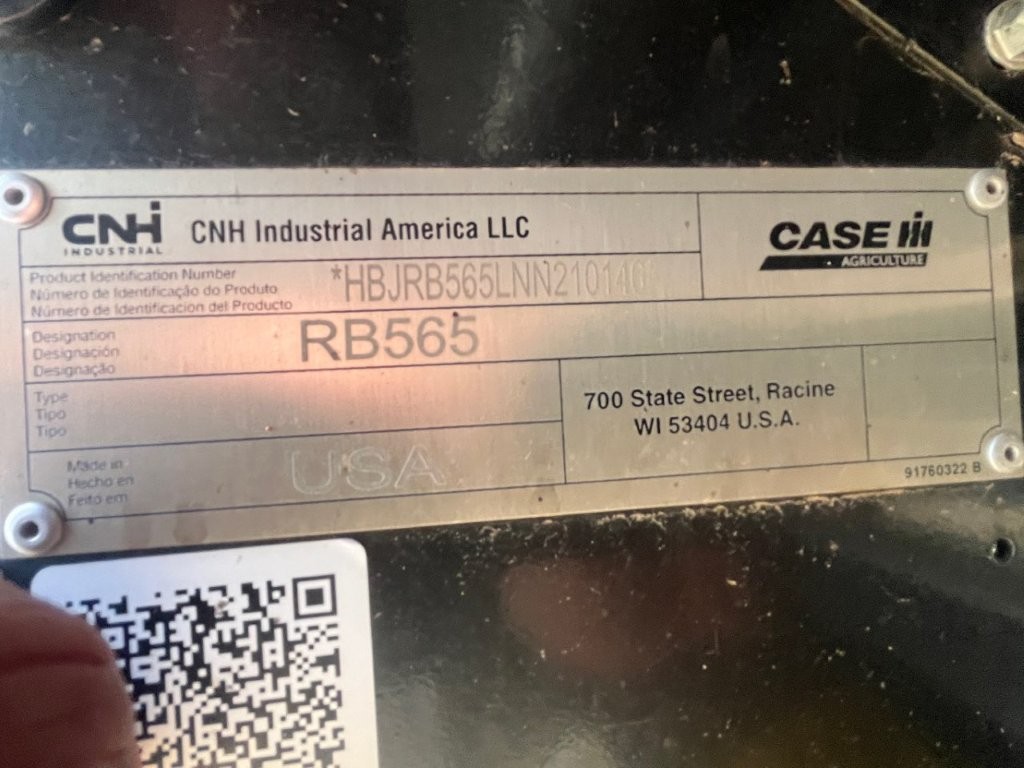 CNH INDUSTRIAL CNH Industrial America LLC
CASE IH
AGRICULTURE
Product Identification Number
Número de Identificação do Produto
Número de Identificacion del Producto
Designation
Designación
Designação
RB565
Type
Tipo
Tipo
700 State Street, Racine
WI 53404 U.S.A.
Made in
Hecho en
Feito em
USA
91760322 B